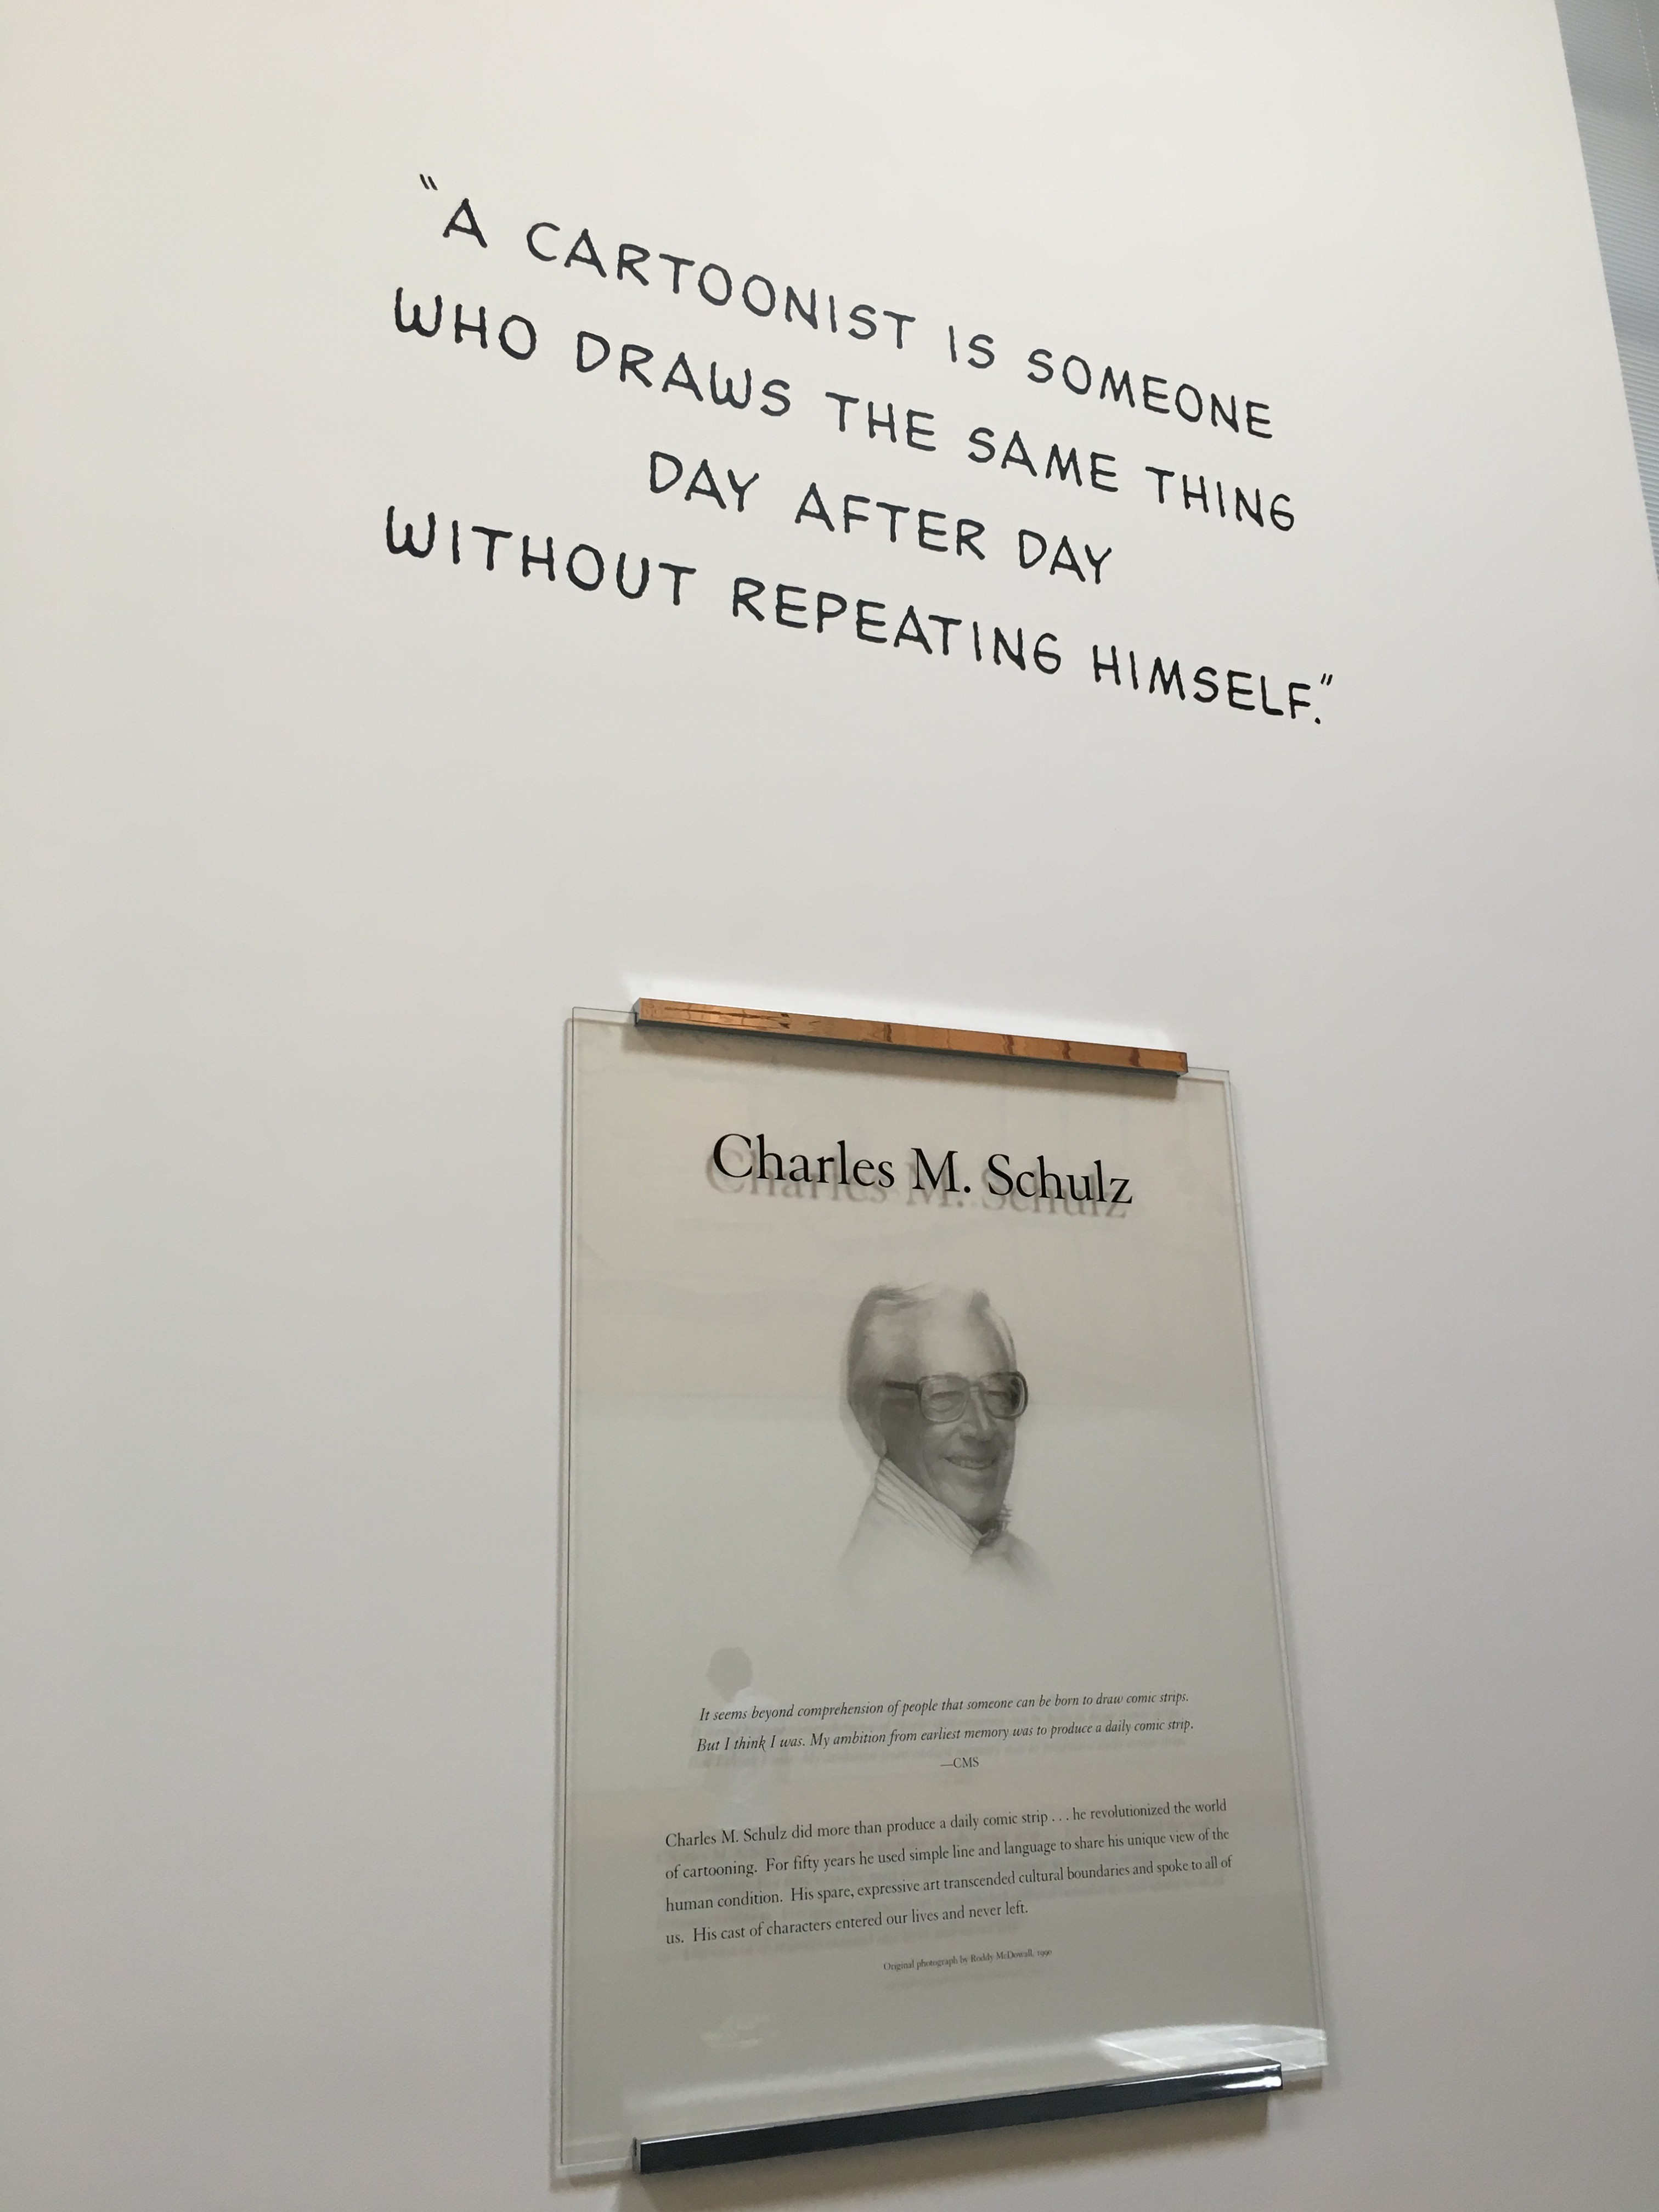 "A CARTOONIST IS SOMEONE
WHO DRAWS THE SAME THING
DAY AFTER DAY
WITHOUT REPEATING HIMSELF."
Charles M. Schulz
It seems beyond comprehension of people that someone can be born to draw comic strips.
But I think I was. My ambition from earliest memory was to produce a daily comic strip.
—CMS
Charles M. Schulz did more than produce a daily comic strip . . . he revolutionized the world
of cartooning. For fifty years he used simple line and language to share his unique view of the
human condition. His spare, expressive art transcended cultural boundaries and spoke to all of
us. His cast of characters entered our lives and never left.
Original photograph by Roddy McDowall, 1990